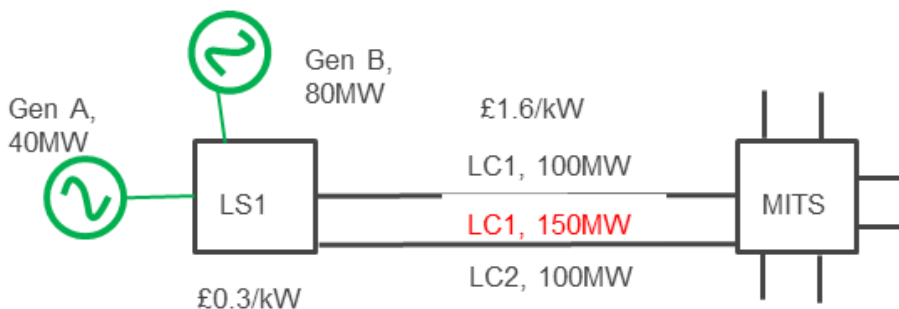 Gen B,
80MW
Gen A,
40MW
£1.6/kW
LC1, 100MW
LS1
MITS
LC1, 150MW
LC2, 100MW
£0.3/kW